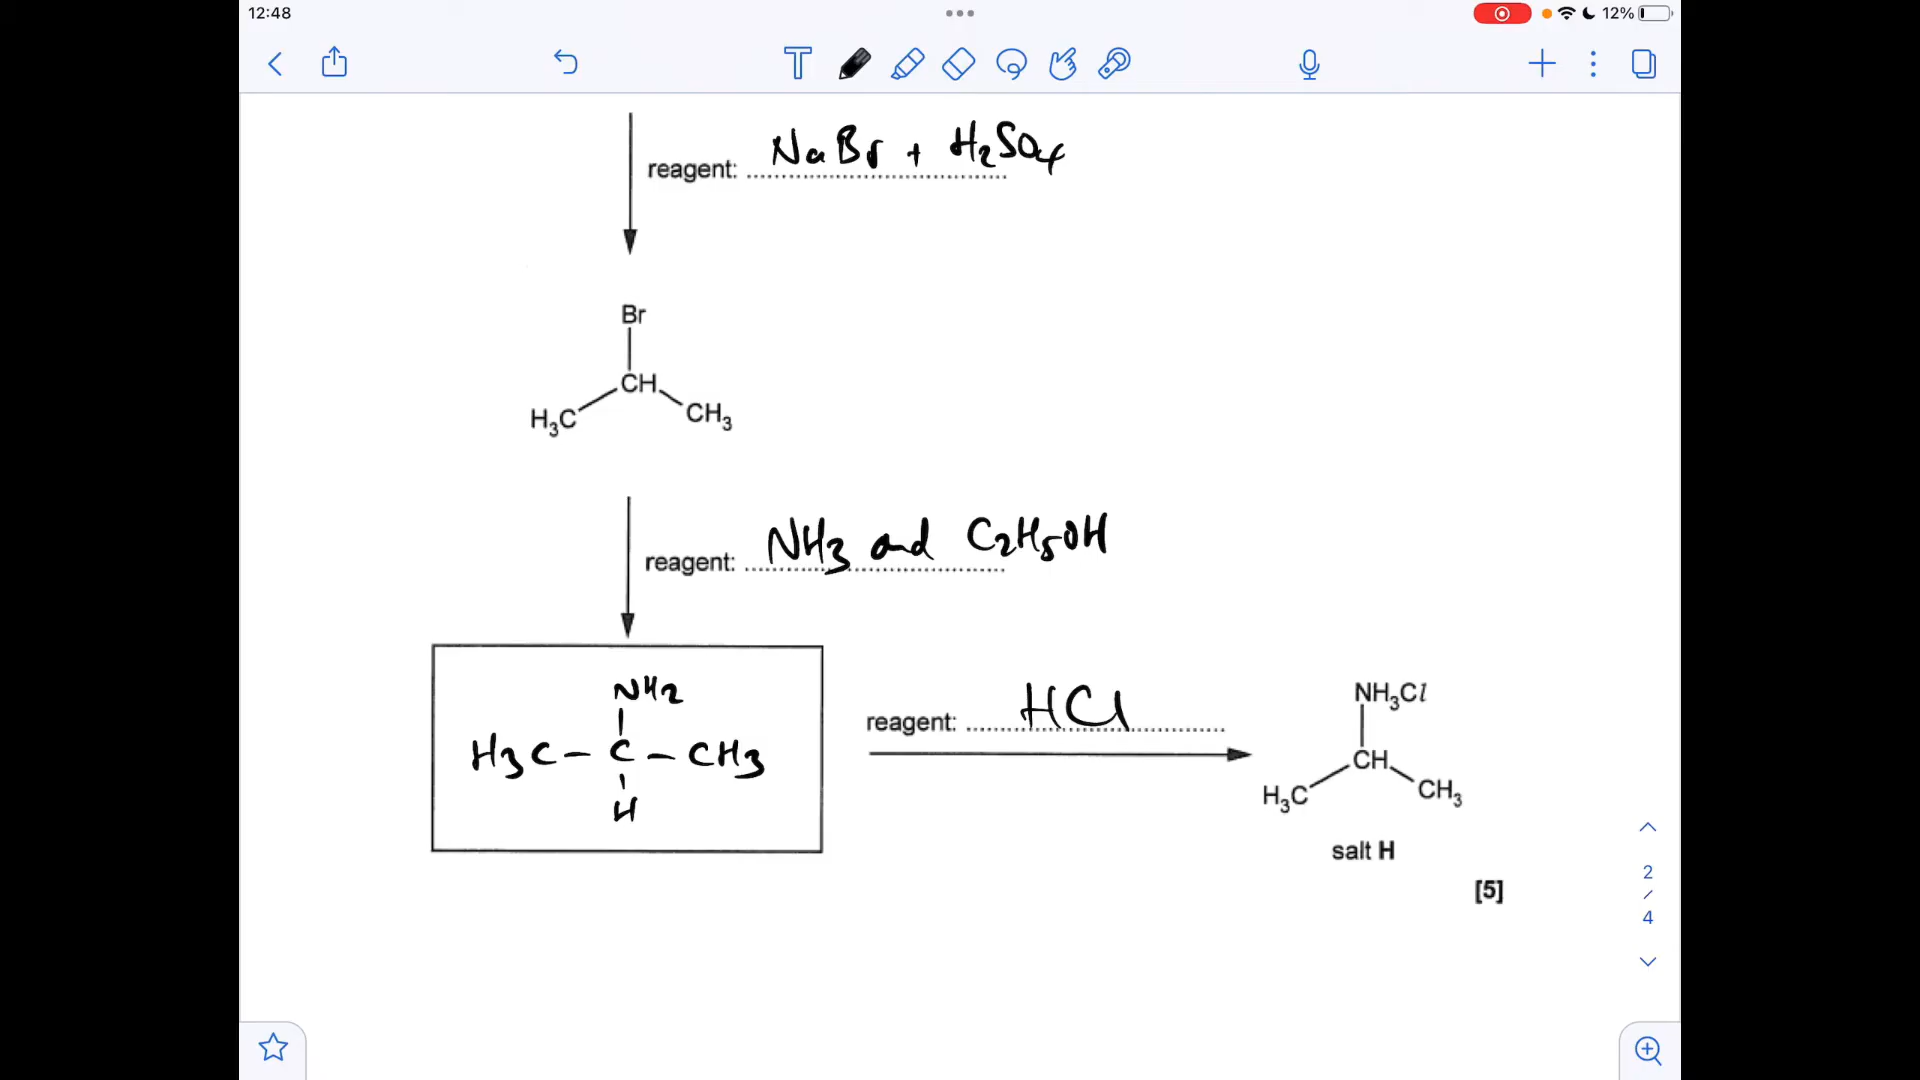 12:48
12%
T
reagent: NaBr + H₂SO₄
Br
CH
H₃C CH₃
reagent: NH₃ and C₂H₅OH
NH₂
H₃C – C – CH₃
H
reagent: HCl
NH₃Cl
CH
H₃C CH₃
salt H
[5]
2
/
4